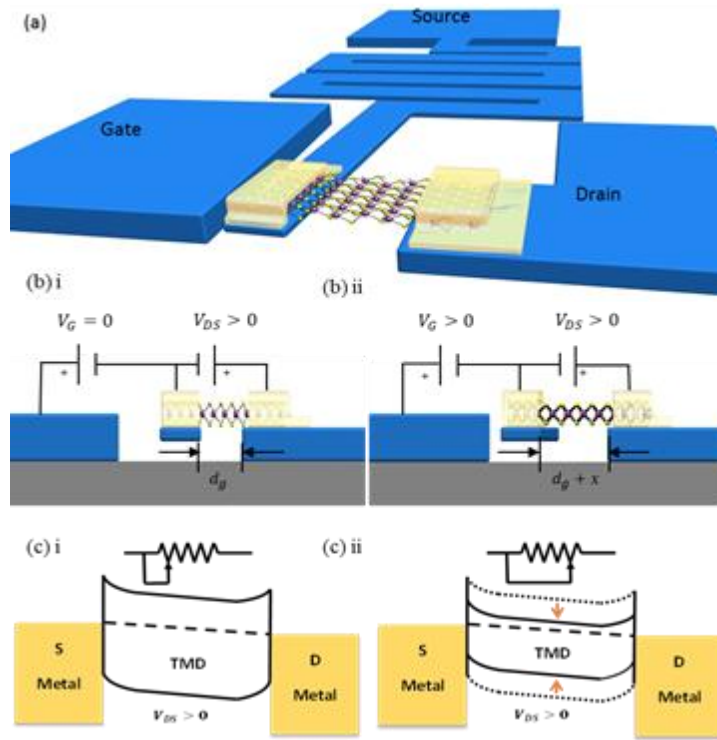 (a)
Source
Gate
Drain
(b) i
(b) ii
V_G = 0
V_DS > 0
V_G > 0
V_DS > 0
+
+
+
+
d_g
d_g + x
(c) i
(c) ii
S
Metal
TMD
D
Metal
V_DS > 0
S
Metal
TMD
D
Metal
V_DS > 0